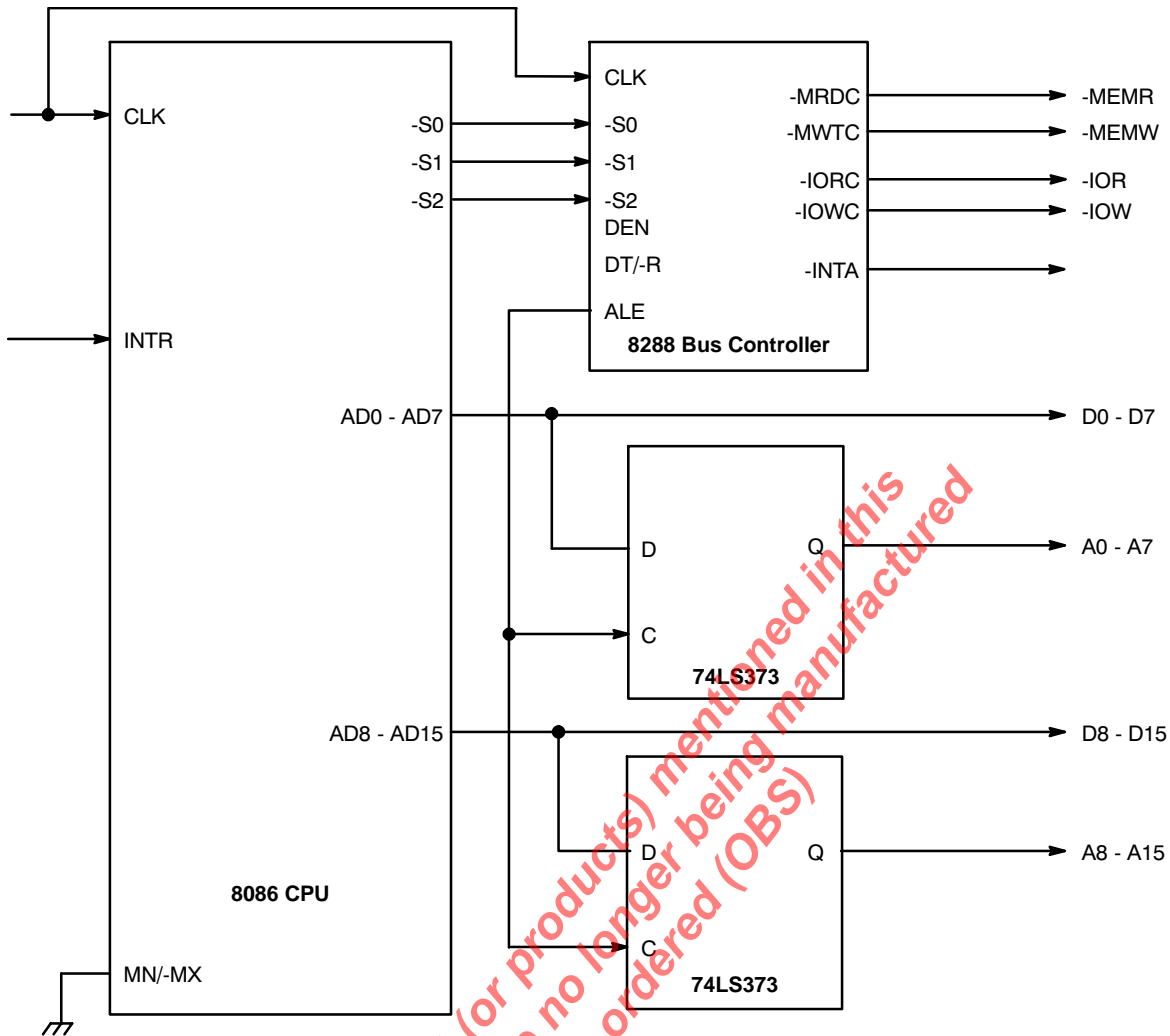 CLK
-S0
-S1
-S2
INTR
AD0 - AD7
AD8 - AD15
8086 CPU
MN/-MX
CLK
-S0
-S1
-S2
DEN
DT/-R
ALE
-MRDC
-MWTC
-IORC
-IOWC
-INTA
8288 Bus Controller
-MEMR
-MEMW
-IOR
-IOW
D0 - D7
D
Q
C
74LS373
A0 - A7
D8 - D15
D
Q
C
74LS373
A8 - A15
(or products) mentioned in this
no longer being manufactured
ordered (OBS)